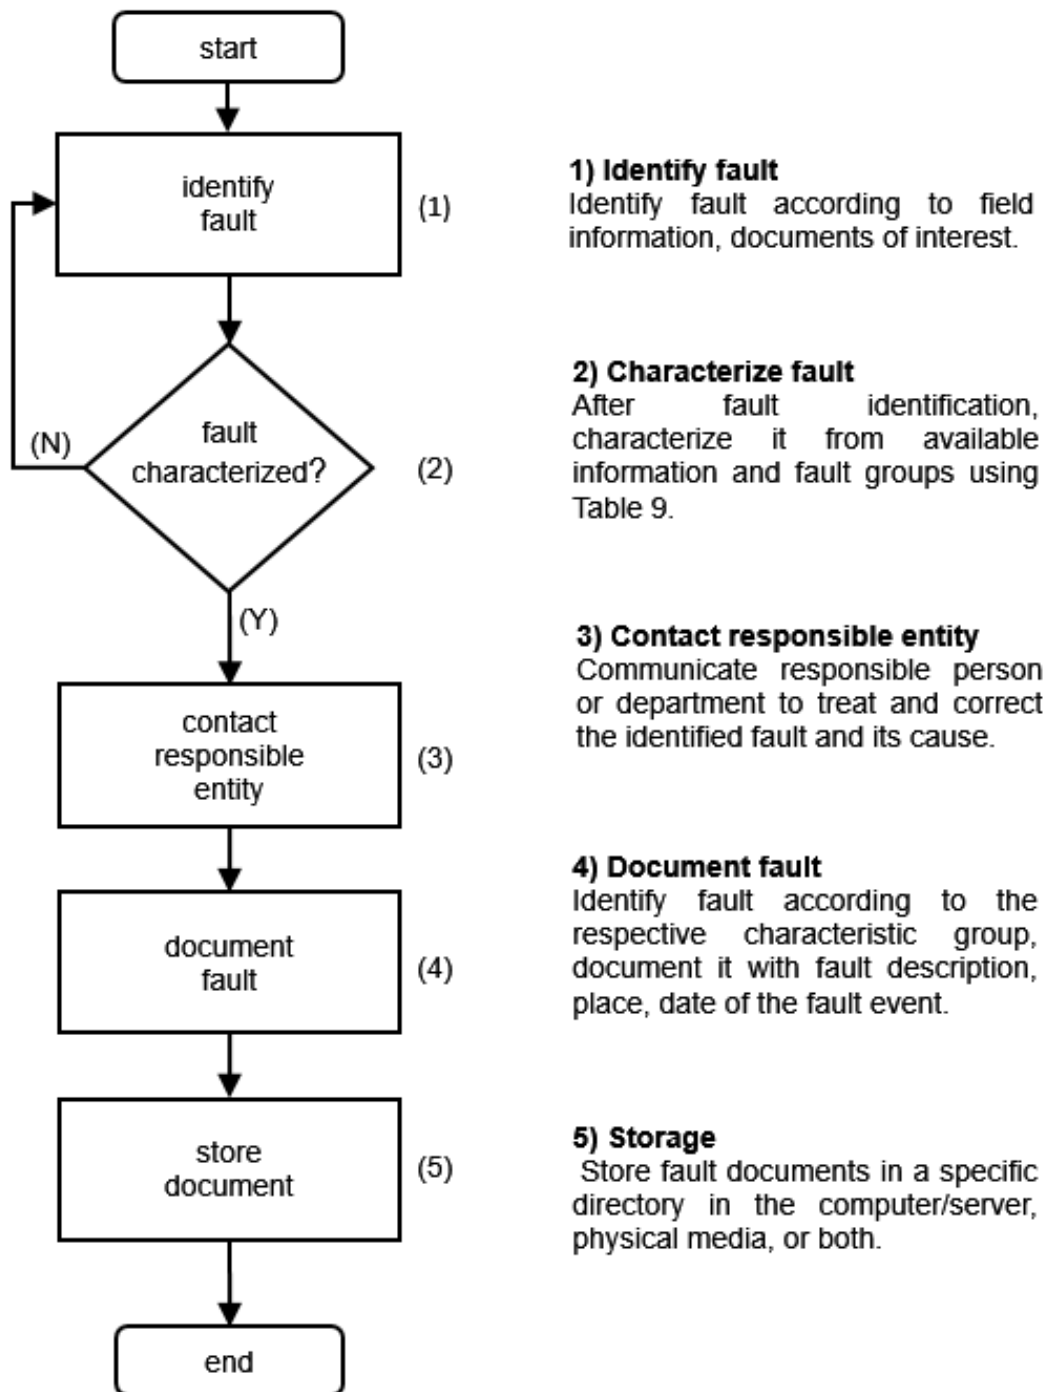 start
identify
fault
(1)
1) Identify fault
Identify fault according to field
information, documents of interest.
(N)
fault
characterized?
(2)
2) Characterize fault
After fault identification,
characterize it from available
information and fault groups using
Table 9.
(Y)
contact
responsible
entity
(3)
3) Contact responsible entity
Communicate responsible person
or department to treat and correct
the identified fault and its cause.
document
fault
(4)
4) Document fault
Identify fault according to the
respective characteristic group,
document it with fault description,
place, date of the fault event.
store
document
(5)
5) Storage
Store fault documents in a specific
directory in the computer/server,
physical media, or both.
end